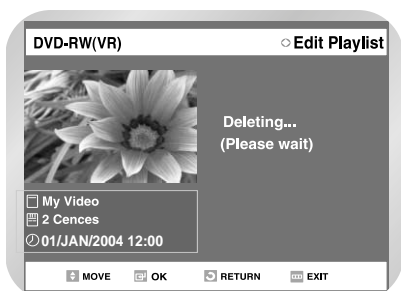 DVD-RW(VR)
Edit Playlist
Deleting...
(Please wait)
My Video
2 Cences
01/JAN/2004 12:00
MOVE OK RETURN EXIT